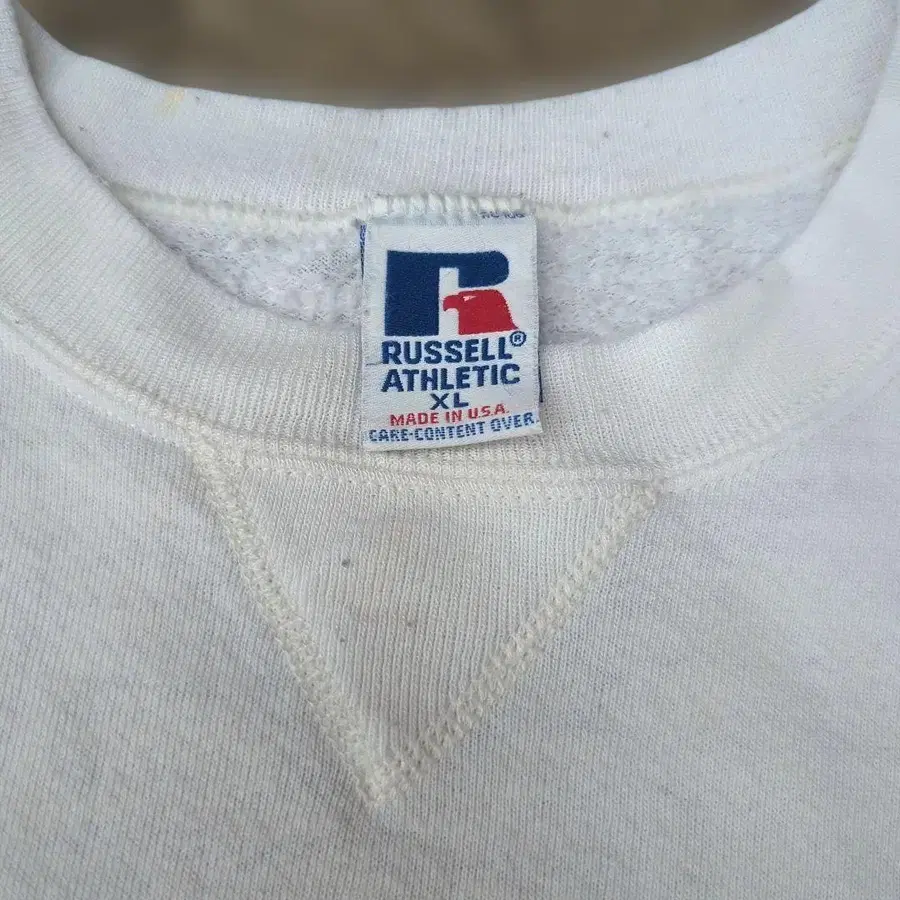 RUSSELL®
ATHLETIC
XL
MADE IN U.S.A.
CARE-CONTENT OVER.